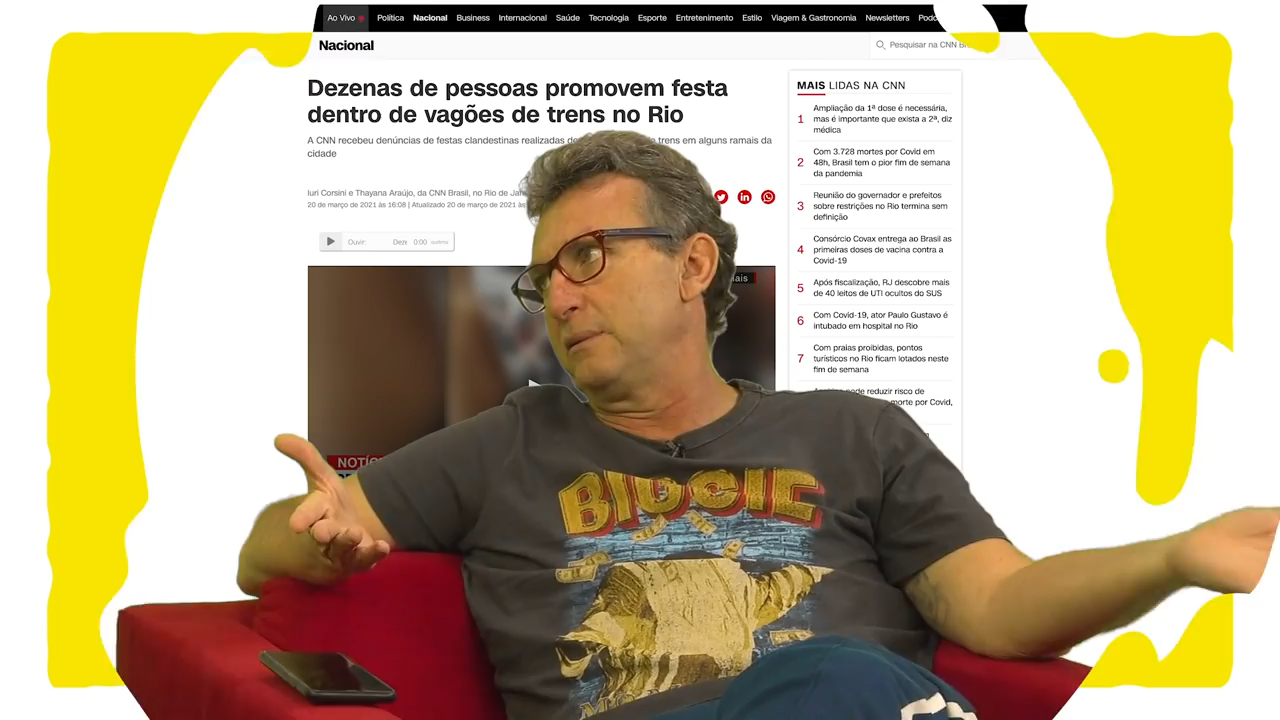 Ao Vivo Política Nacional Business Internacional Saúde Tecnologia Esporte Entretenimento Estilo Viagem & Gastronomia Newsletters
Nacional
Pesquisar na CNN
Dezenas de pessoas promovem festa
dentro de vagões de trens no Rio
A CNN recebeu denúncias de festas clandestinas realizadas trens em alguns ramais da
cidade
Iuri Corsini e Thayana Araújo, da CNN Brasil, no Rio de
20 de março de 2021 às 16:08 | Atualizado 20 de março de 2021 às
Ouvir: 0:00
NOTÍC
BIGGIE
MAIS LIDAS NA CNN
1 Ampliação da 1ª dose é necessária,
mas é importante que exista a 2ª, diz
médica
2 Com 3.728 mortes por Covid em
48h, Brasil tem o pior fim de semana
da pandemia
3 Reunião do governador e prefeitos
sobre restrições no Rio termina sem
definição
4 Consórcio Covax entrega ao Brasil as
primeiras doses de vacina contra a
Covid-19
5 Após fiscalização, RJ descobre mais
de 40 leitos de UTI ocultos do SUS
6 Com Covid-19, ator Paulo Gustavo é
intubado em hospital no Rio
7 Com praias proibidas, pontos
turísticos no Rio ficam lotados neste
fim de semana
pode reduzir risco de
morte por Covid,